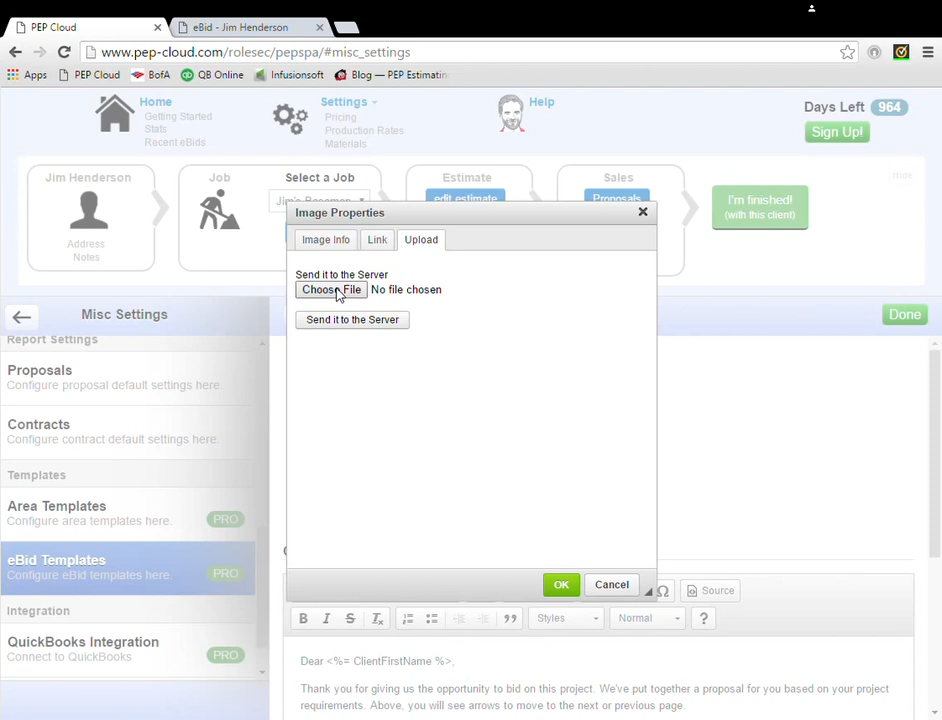 PEP Cloud
eBid - Jim Henderson
www.pep-cloud.com/rolesec/pepspa/#misc_settings
Apps PEP Cloud BofA QB Online Infusionsoft Blog — PEP Estimatin
Home
Getting Started
Stats
Recent eBids
Settings
Pricing
Production Rates
Materials
Help
Days Left 964
Sign Up!
Hide
Jim Henderson
Address
Notes
Job
Select a Job
Jim's Basemen
Estimate
edit estimate
Sales
Proposals
I'm finished!
(with this client)
Image Properties
Image Info Link Upload
Send it to the Server
Choose File No file chosen
Send it to the Server
OK Cancel
Misc Settings
Done
Report Settings
Proposals
Configure proposal default settings here.
Contracts
Configure contract default settings here.
Templates
Area Templates
Configure area templates here. PRO
eBid Templates
Configure eBid templates here. PRO
Integration
QuickBooks Integration
Connect to QuickBooks PRO
Ω Source
B I S Tx Styles Normal ?
Dear <%= ClientFirstName %>,
Thank you for giving us the opportunity to bid on this project. We've put together a proposal for you based on your project
requirements. Above, you will see arrows to move to the next or previous page.